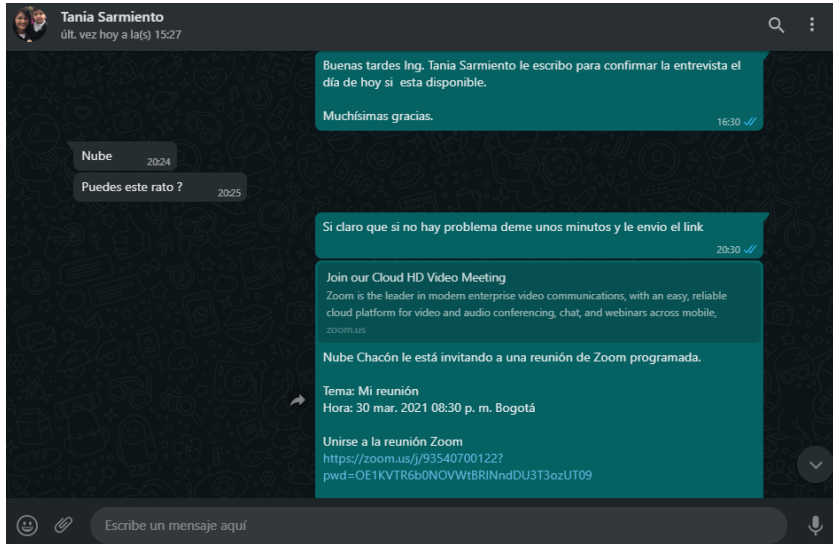 Tania Sarmiento
últ. vez hoy a la(s) 15:27
Buenas tardes Ing. Tania Sarmiento le escribo para confirmar la entrevista el
día de hoy si  esta disponible.
Muchísimas gracias.
16:30
Nube
20:24
Puedes este rato ?
20:25
Si claro que si no hay problema deme unos minutos y le envio el link
20:30
Join our Cloud HD Video Meeting
Zoom is the leader in modern enterprise video communications, with an easy, reliable
cloud platform for video and audio conferencing, chat, and webinars across mobile,
zoom.us
Nube Chacón le está invitando a una reunión de Zoom programada.
Tema: Mi reunión
Hora: 30 mar. 2021 08:30 p. m. Bogotá
Unirse a la reunión Zoom
https://zoom.us/j/93540700122?
pwd=OE1KVTR6b0NOVWtBRlNndDU3T3ozUT09
Escribe un mensaje aquí